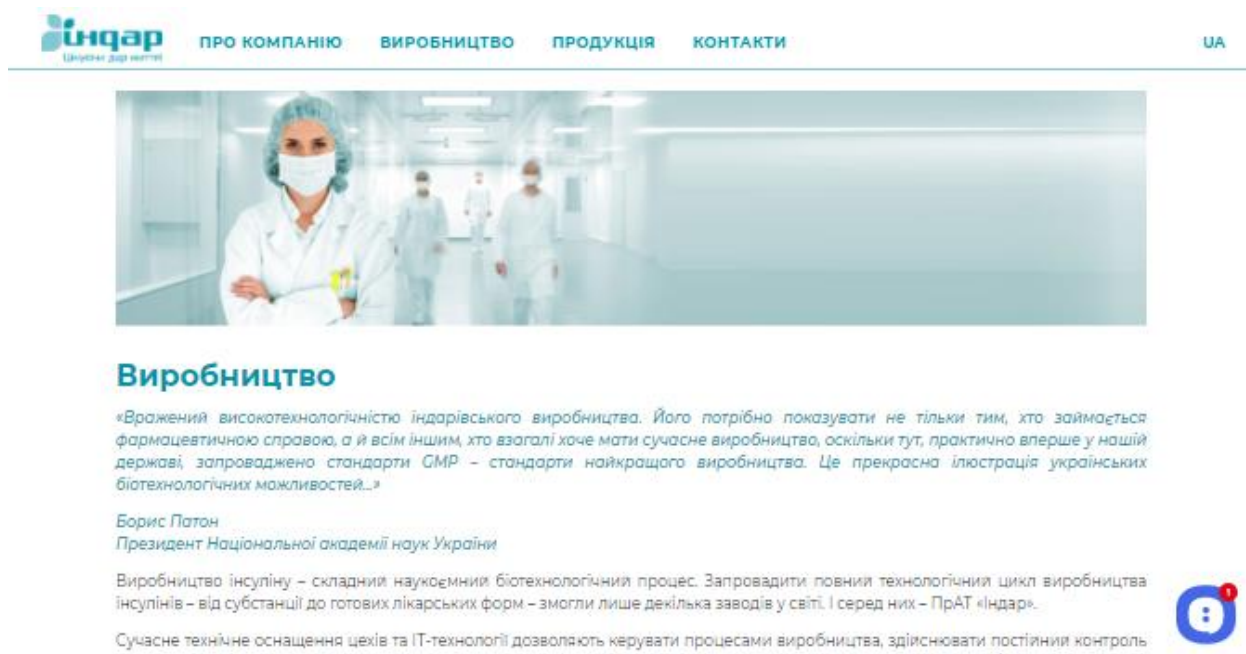 індар
Цінуючи дар життя
ПРО КОМПАНІЮ ВИРОБНИЦТВО ПРОДУКЦІЯ КОНТАКТИ UA
Виробництво
«Вражений високотехнологічністю індарівського виробництва. Його потрібно показувати не тільки тим, хто займається
фармацевтичною справою, а й всім іншим, хто взагалі хоче мати сучасне виробництво, оскільки тут, практично вперше у нашій
державі, запроваджено стандарти GMP – стандарти найкращого виробництва. Це прекрасна ілюстрація українських
біотехнологічних можливостей...»
Борис Патон
Президент Національної академії наук України
Виробництво інсуліну – складний наукоємний біотехнологічний процес. Запровадити повний технологічний цикл виробництва
інсулінів – від субстанції до готових лікарських форм – змогли лише декілька заводів у світі. І серед них – ПрАТ «Індар».
Сучасне технічне оснащення цехів та ІТ-технології дозволяють керувати процесами виробництва, здійснювати постійний контроль
1